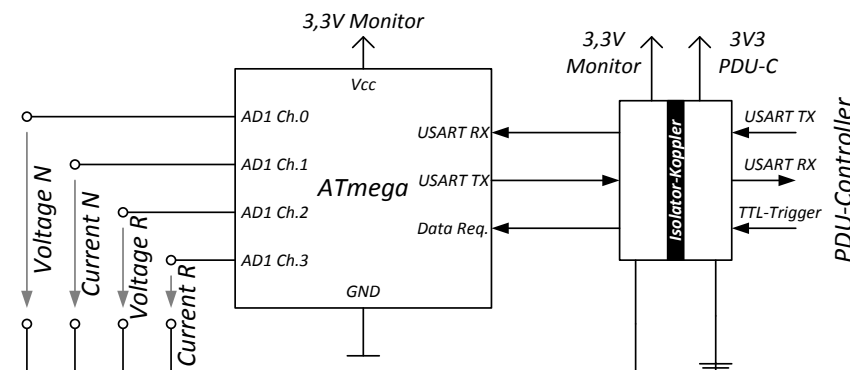 3,3V Monitor
Vcc
AD1 Ch.0
AD1 Ch.1
AD1 Ch.2
AD1 Ch.3
ATmega
USART RX
USART TX
Data Req.
GND
Voltage N
Current N
Voltage R
Current R
3,3V
Monitor
3V3
PDU-C
Isolator-Koppler
USART TX
USART RX
TTL-Trigger
PDU-Controller